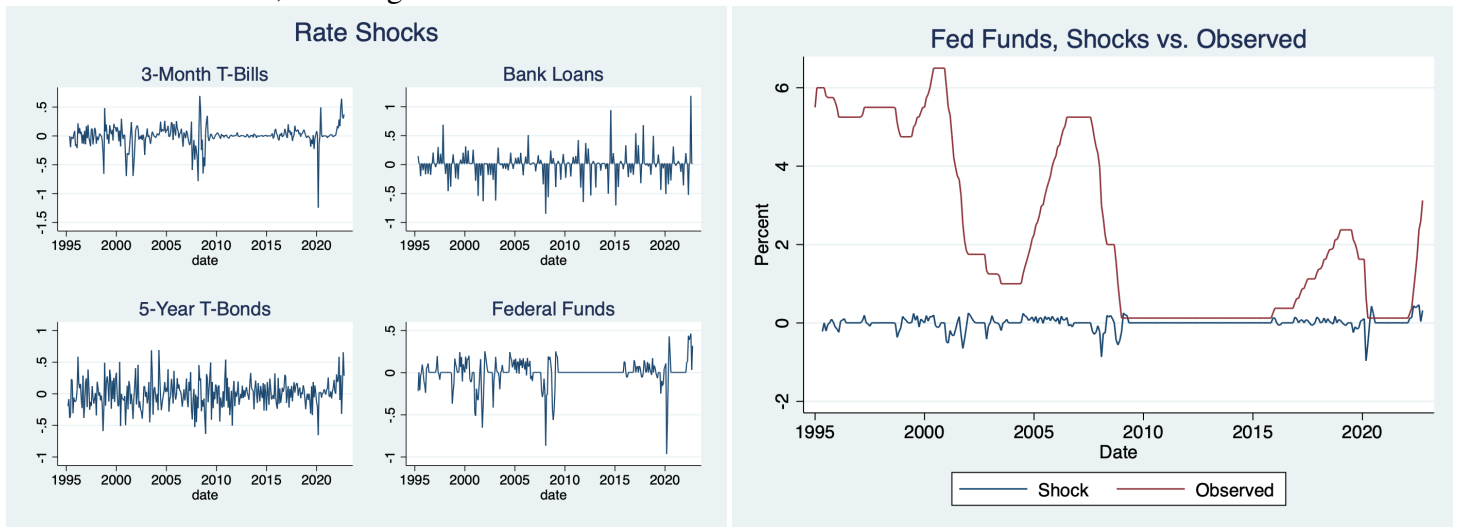 Rate Shocks
3-Month T-Bills
.5
0
-.5
-1
-1.5
1995 2000 2005 2010 2015 2020
date
Bank Loans
1
.5
0
-.5
-1
1995 2000 2005 2010 2015 2020
date
5-Year T-Bonds
1
.5
0
-.5
-1
1995 2000 2005 2010 2015 2020
date
Federal Funds
.5
0
-.5
-1
1995 2000 2005 2010 2015 2020
date
Fed Funds, Shocks vs. Observed
Percent
6
4
2
0
-2
1995 2000 2005 2010 2015 2020
Date
Shock Observed